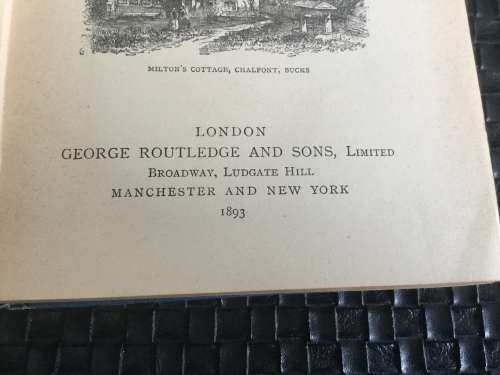 MILTON'S COTTAGE, CHALFONT, BUCKS
LONDON
GEORGE ROUTLEDGE AND SONS, LIMITED
BROADWAY, LUDGATE HILL
MANCHESTER AND NEW YORK
1893